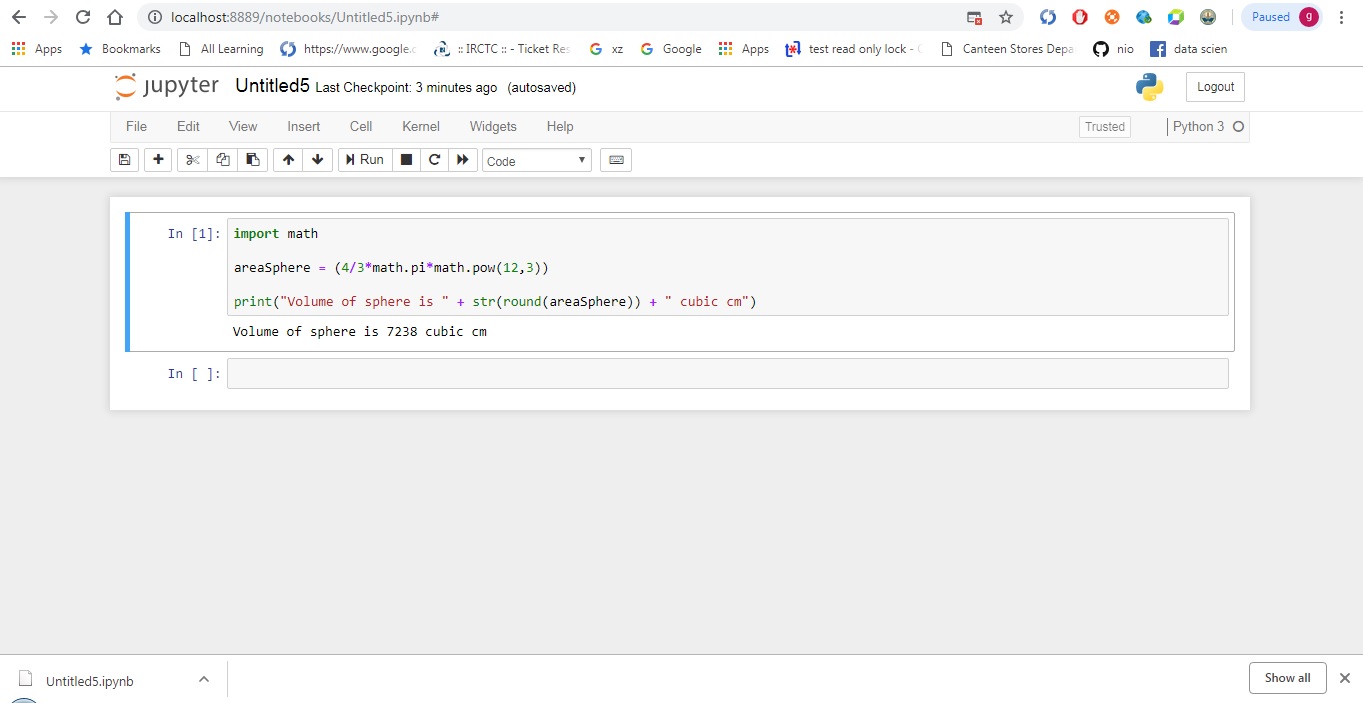 localhost:8889/notebooks/Untitled5.ipynb#
Paused g
Apps Bookmarks All Learning https://www.google.c :: IRCTC :: - Ticket Res G xz G Google Apps test read only lock - Canteen Stores Depa nio data scien
jupyter Untitled5 Last Checkpoint: 3 minutes ago (autosaved)
Logout
File Edit View Insert Cell Kernel Widgets Help
Trusted Python 3
Run Code
In [1]: import math
areaSphere = (4/3*math.pi*math.pow(12,3))
print("Volume of sphere is " + str(round(areaSphere)) + " cubic cm")
Volume of sphere is 7238 cubic cm
In [ ]:
Untitled5.ipynb
Show all